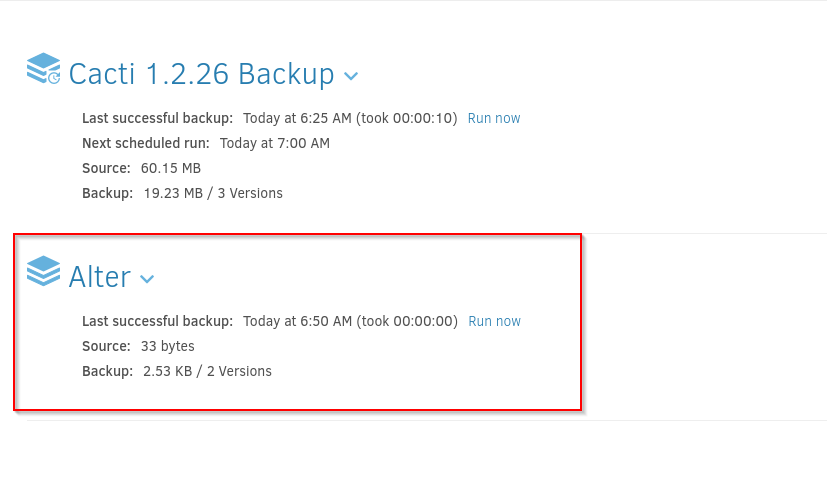 Cacti 1.2.26 Backup
Last successful backup: Today at 6:25 AM (took 00:00:10) Run now
Next scheduled run: Today at 7:00 AM
Source: 60.15 MB
Backup: 19.23 MB / 3 Versions
Alter
Last successful backup: Today at 6:50 AM (took 00:00:00) Run now
Source: 33 bytes
Backup: 2.53 KB / 2 Versions